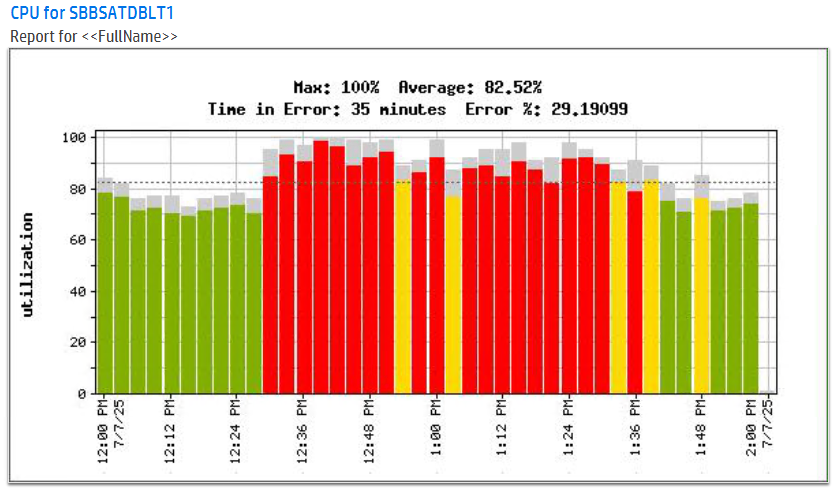 CPU for SBBSATDBLT1
Report for <<FullName>>
Max: 100% Average: 82.52%
Time in Error: 35 minutes Error %: 29.19099
100
80
60
40
20
0
utilization
12:00 PM
7/7/25
12:12 PM
12:24 PM
12:36 PM
12:48 PM
1:00 PM
1:12 PM
1:24 PM
1:36 PM
1:48 PM
2:00 PM
7/7/25